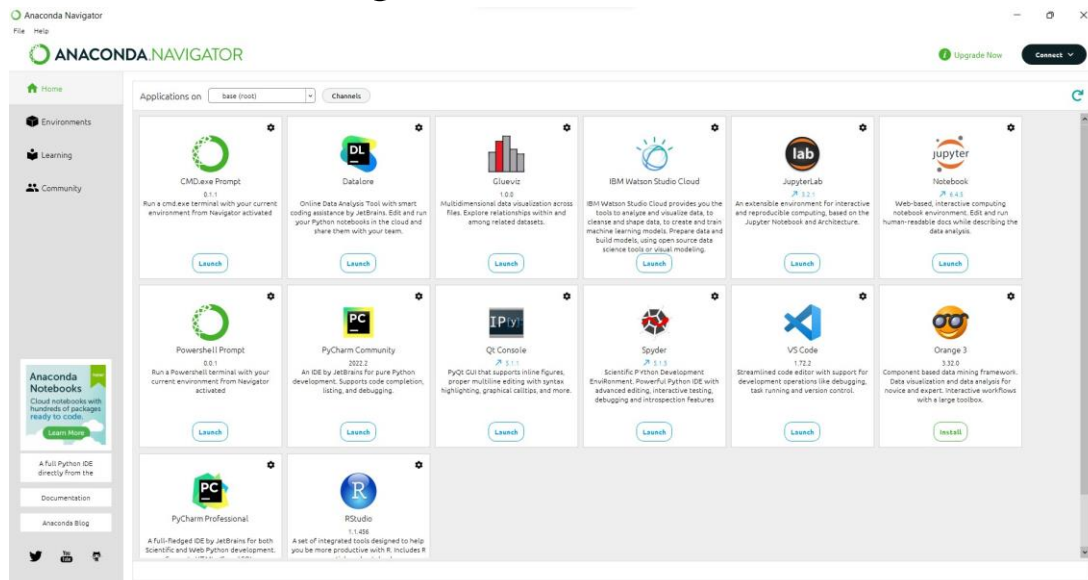 Anaconda Navigator
File Help
ANACONDA.NAVIGATOR
Upgrade Now
Connect
Home
Environments
Learning
Community
Applications on base (root) Channels
CMD.exe Prompt
0.1.1
Run a cmd.exe terminal with your current
environment from Navigator activated
Launch
DL
Datalore
Online Data Analysis Tool with smart
coding assistance by JetBrains. Edit and run
your Python notebooks in the cloud and
share them with your team.
Launch
Glueviz
1.0.0
Multidimensional data visualization across
files. Explore relationships within and
among related datasets.
Launch
IBM Watson Studio Cloud
IBM Watson Studio Cloud provides you the
tools to analyze and visualize data, to
cleanse and shape data, to create and train
machine learning models. Prepare data and
build models, using open source data
science tools or visual modeling.
Launch
lab
JupyterLab
3.2.1
An extensible environment for interactive
and reproducible computing, based on the
Jupyter Notebook and Architecture.
Launch
jupyter
Notebook
6.4.5
Web-based, interactive computing
notebook environment. Edit and run
human-readable docs while describing the
data analysis.
Launch
Powershell Prompt
0.0.1
Run a Powershell terminal with your
current environment from Navigator
activated
Launch
PC
PyCharm Community
2022.2
An IDE by JetBrains for pure Python
development. Supports code completion,
listing, and debugging.
Launch
IP[y]:
Qt Console
5.1.1
PyQt GUI that supports inline figures,
proper multiline editing with syntax
highlighting, graphical calltips, and more.
Launch
Spyder
5.1.5
Scientific PYthon Development
EnviRonment. Powerful Python IDE with
advanced editing, interactive testing,
debugging and introspection features
Launch
VS Code
1.72.2
Streamlined code editor with support for
development operations like debugging,
task running and version control.
Launch
Orange 3
3.32.0
Component based data mining framework.
Data visualization and data analysis for
novice and expert. Interactive workflows
with a large toolbox.
Install
PC
PyCharm Professional
A full-fledged IDE by JetBrains for both
Scientific and Web Python development.
R
RStudio
1.1.456
A set of integrated tools designed to help
you be more productive with R. Includes R
Anaconda
Notebooks
new
Cloud notebooks with
hundreds of packages
ready to code.
Learn More
A full Python IDE
directly from the
Documentation
Anaconda Blog
You
Tube